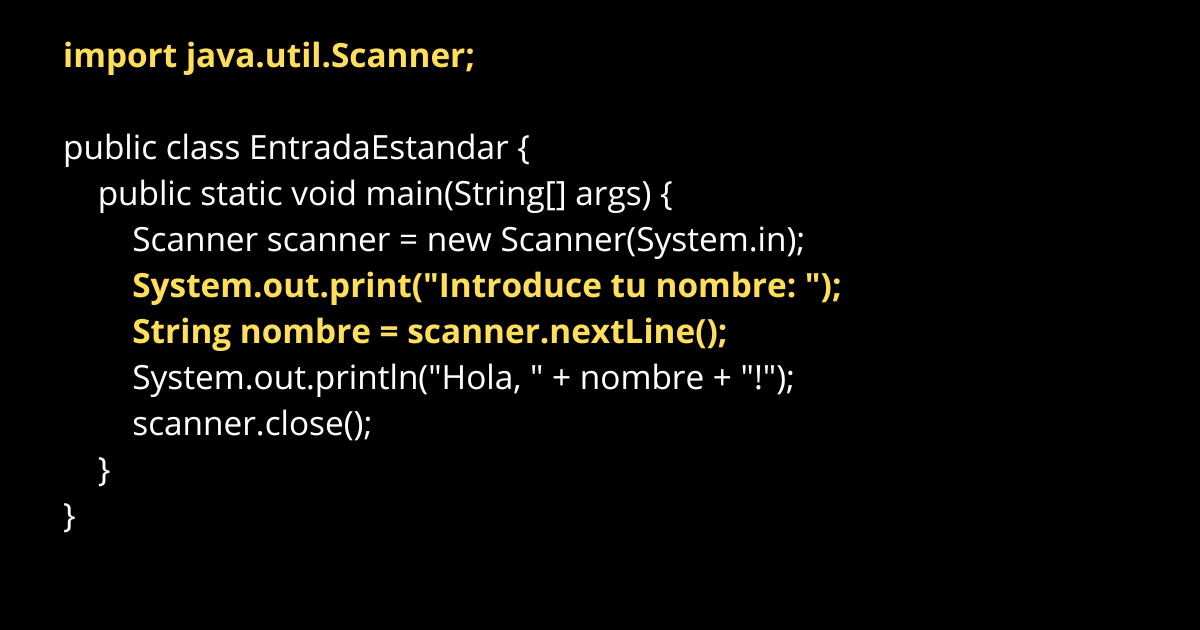 import java.util.Scanner;
public class EntradaEstandar {
public static void main(String[] args) {
Scanner scanner = new Scanner(System.in);
System.out.print("Introduce tu nombre: ");
String nombre = scanner.nextLine();
System.out.println("Hola, " + nombre + "!");
scanner.close();
}
}